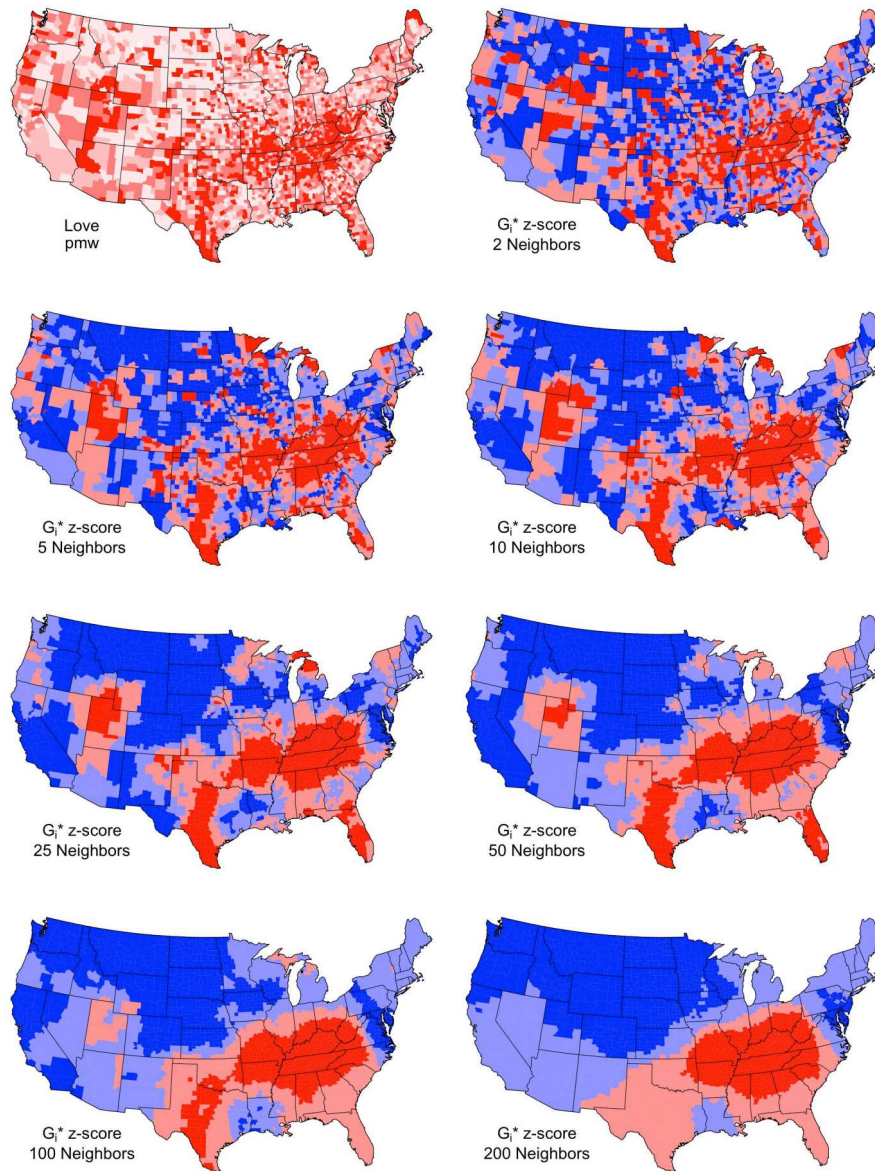 Love
pmw
Gi* z-score
2 Neighbors
Gi* z-score
5 Neighbors
Gi* z-score
10 Neighbors
Gi* z-score
25 Neighbors
Gi* z-score
50 Neighbors
Gi* z-score
100 Neighbors
Gi* z-score
200 Neighbors